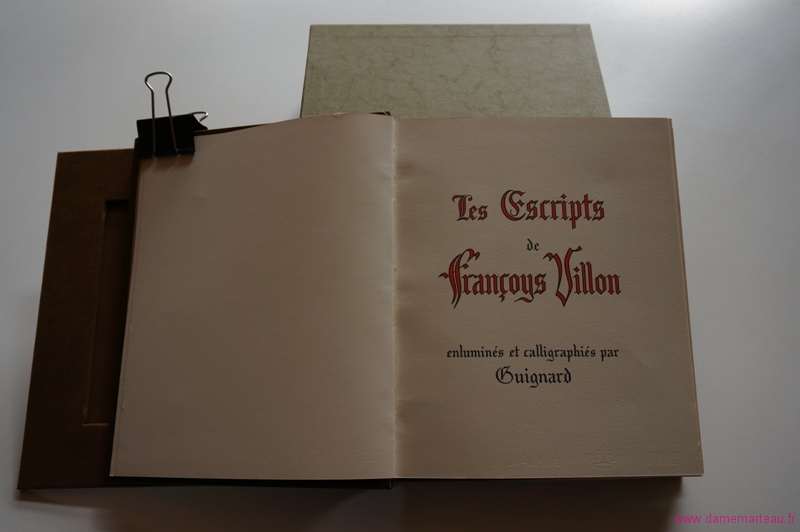 Les Escripts
de
Françoys Villon
enluminés et calligraphiés par
Guignard
www.damemarteau.fr